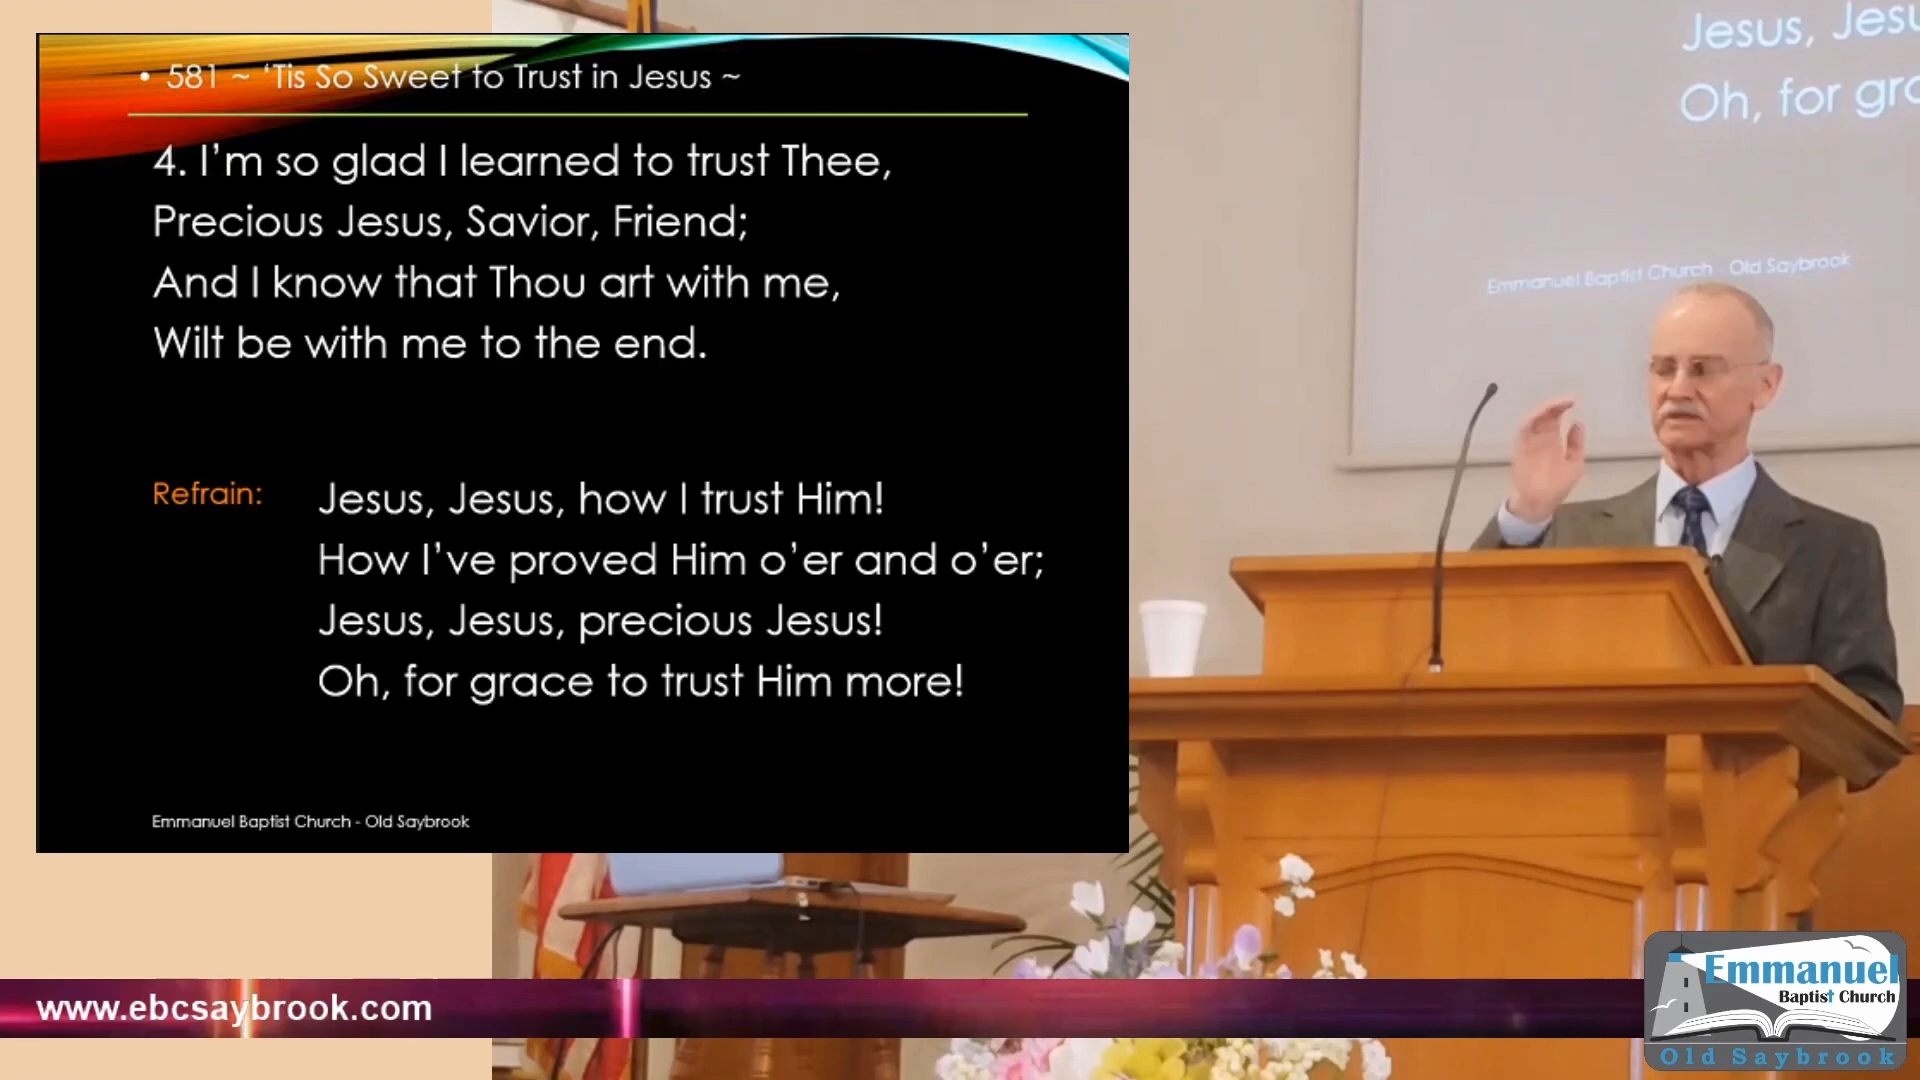 • 581 ~ ‘Tis So Sweet to Trust in Jesus ~
4. I’m so glad I learned to trust Thee,
Precious Jesus, Savior, Friend;
And I know that Thou art with me,
Wilt be with me to the end.
Refrain:
Jesus, Jesus, how I trust Him!
How I’ve proved Him o’er and o’er;
Jesus, Jesus, precious Jesus!
Oh, for grace to trust Him more!
Emmanuel Baptist Church - Old Saybrook
Jesus, Jesu
Oh, for gra
Emmanuel Baptist Church - Old Saybrook
www.ebcsaybrook.com
Emmanuel
Baptist Church
Old Saybrook